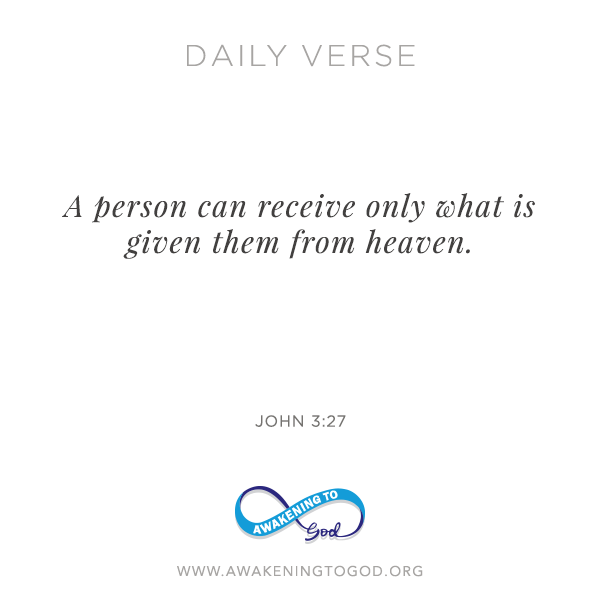 DAILY VERSE
A person can receive only what is
given them from heaven.
JOHN 3:27
AWAKENING TO
God
WWW.AWAKENINGTOGOD.ORG